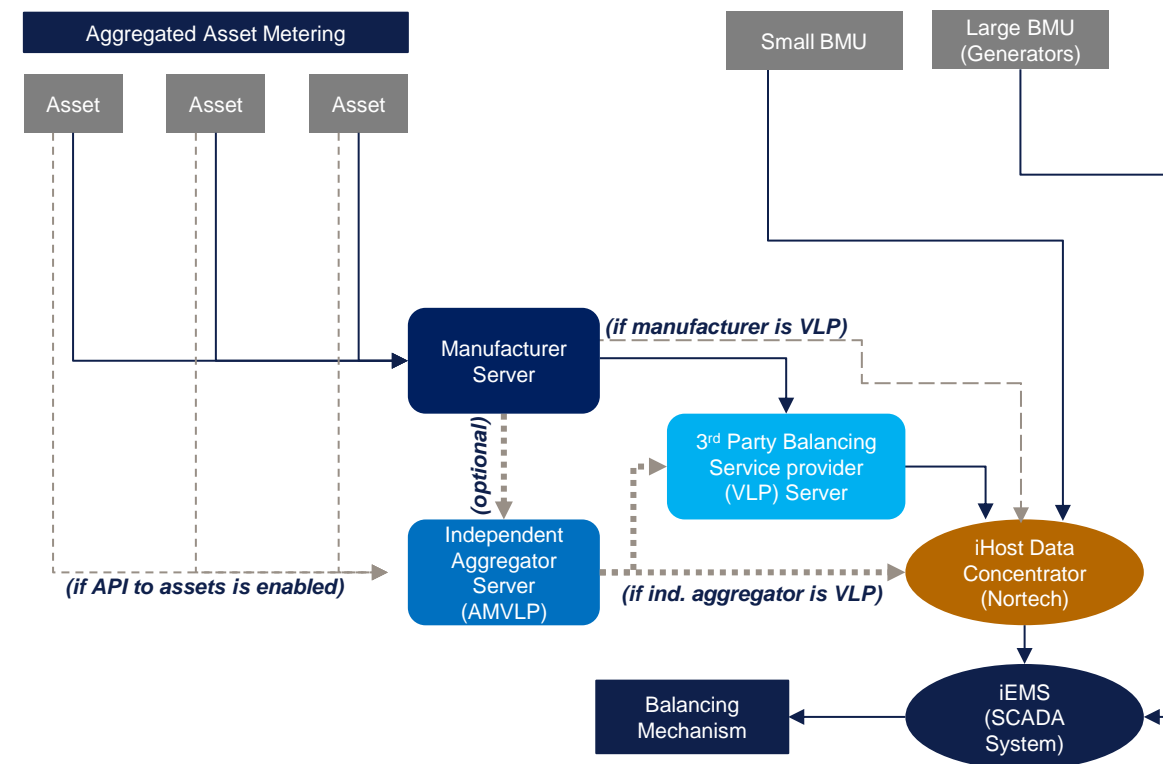 Aggregated Asset Metering
Small BMU
Large BMU
(Generators)
Asset
Asset
Asset
Manufacturer
Server
(if manufacturer is VLP)
(optional)
3rd Party Balancing
Service provider
(VLP) Server
Independent
Aggregator
Server
(AMVLP)
(if API to assets is enabled)
(if ind. aggregator is VLP)
iHost Data
Concentrator
(Nortech)
Balancing
Mechanism
iEMS
(SCADA
System)